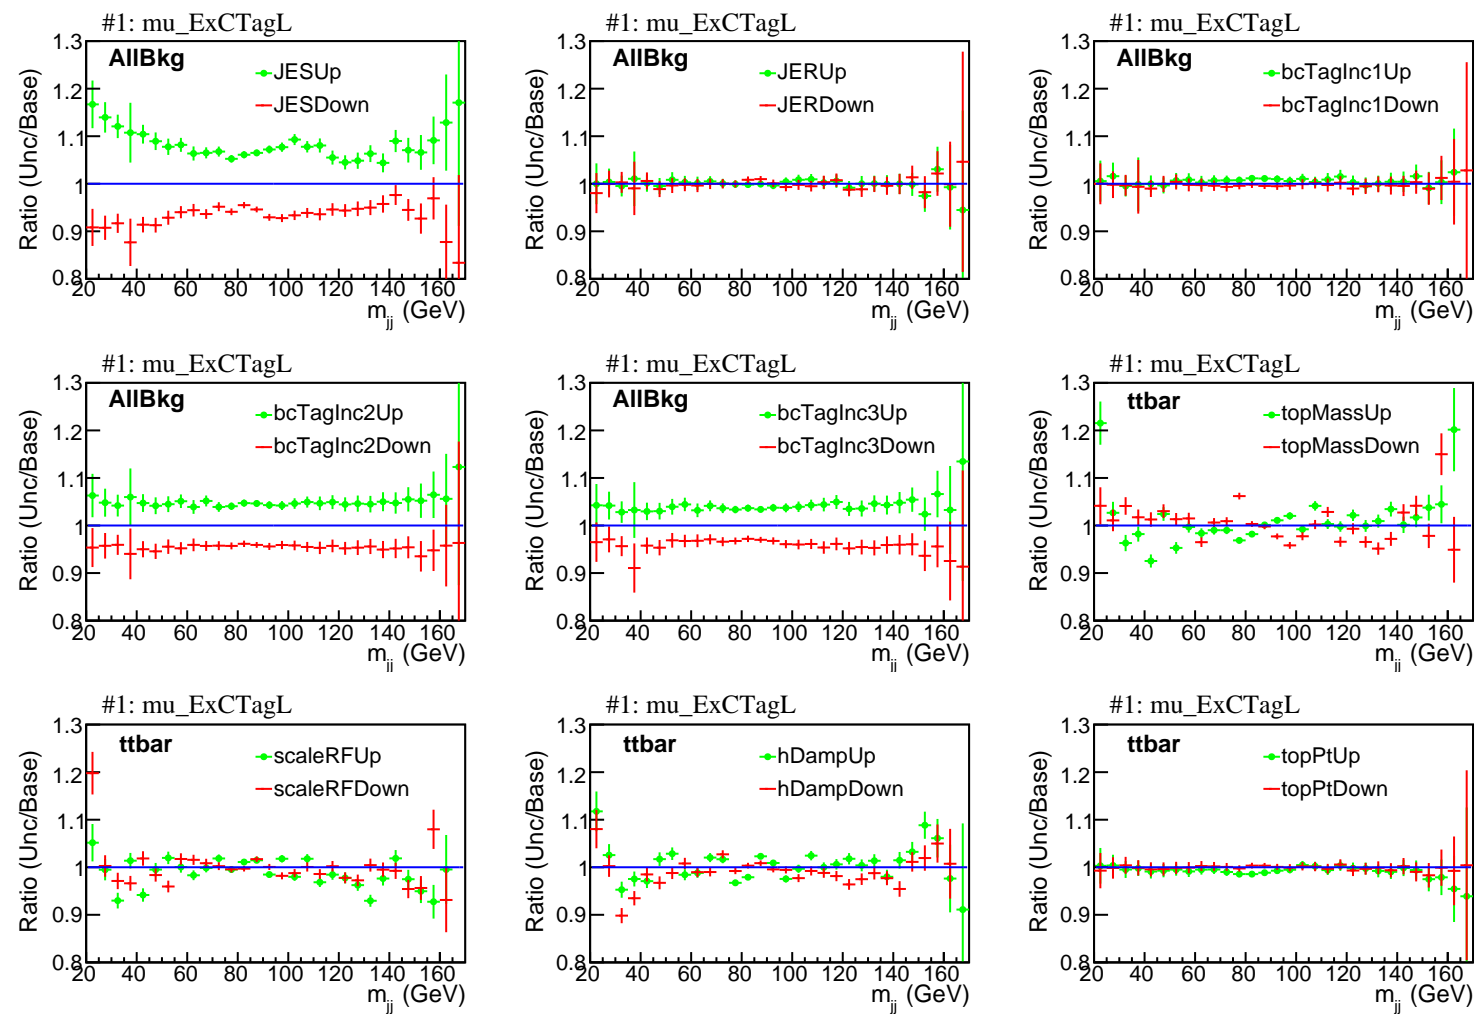 #1: mu_ExCTagL
AllBkg
JESUp
JESDown
Ratio (Unc/Base)
1.3
1.2
1.1
1
0.9
0.8
20 40 60 80 100 120 140 160
m_jj (GeV)
#1: mu_ExCTagL
AllBkg
JERUp
JERDown
Ratio (Unc/Base)
1.3
1.2
1.1
1
0.9
0.8
20 40 60 80 100 120 140 160
m_jj (GeV)
#1: mu_ExCTagL
AllBkg
bcTagInc1Up
bcTagInc1Down
Ratio (Unc/Base)
1.3
1.2
1.1
1
0.9
0.8
20 40 60 80 100 120 140 160
m_jj (GeV)
#1: mu_ExCTagL
AllBkg
bcTagInc2Up
bcTagInc2Down
Ratio (Unc/Base)
1.3
1.2
1.1
1
0.9
0.8
20 40 60 80 100 120 140 160
m_jj (GeV)
#1: mu_ExCTagL
AllBkg
bcTagInc3Up
bcTagInc3Down
Ratio (Unc/Base)
1.3
1.2
1.1
1
0.9
0.8
20 40 60 80 100 120 140 160
m_jj (GeV)
#1: mu_ExCTagL
ttbar
topMassUp
topMassDown
Ratio (Unc/Base)
1.3
1.2
1.1
1
0.9
0.8
20 40 60 80 100 120 140 160
m_jj (GeV)
#1: mu_ExCTagL
ttbar
scaleRFUp
scaleRFDown
Ratio (Unc/Base)
1.3
1.2
1.1
1
0.9
0.8
20 40 60 80 100 120 140 160
m_jj (GeV)
#1: mu_ExCTagL
ttbar
hDampUp
hDampDown
Ratio (Unc/Base)
1.3
1.2
1.1
1
0.9
0.8
20 40 60 80 100 120 140 160
m_jj (GeV)
#1: mu_ExCTagL
ttbar
topPtUp
topPtDown
Ratio (Unc/Base)
1.3
1.2
1.1
1
0.9
0.8
20 40 60 80 100 120 140 160
m_jj (GeV)